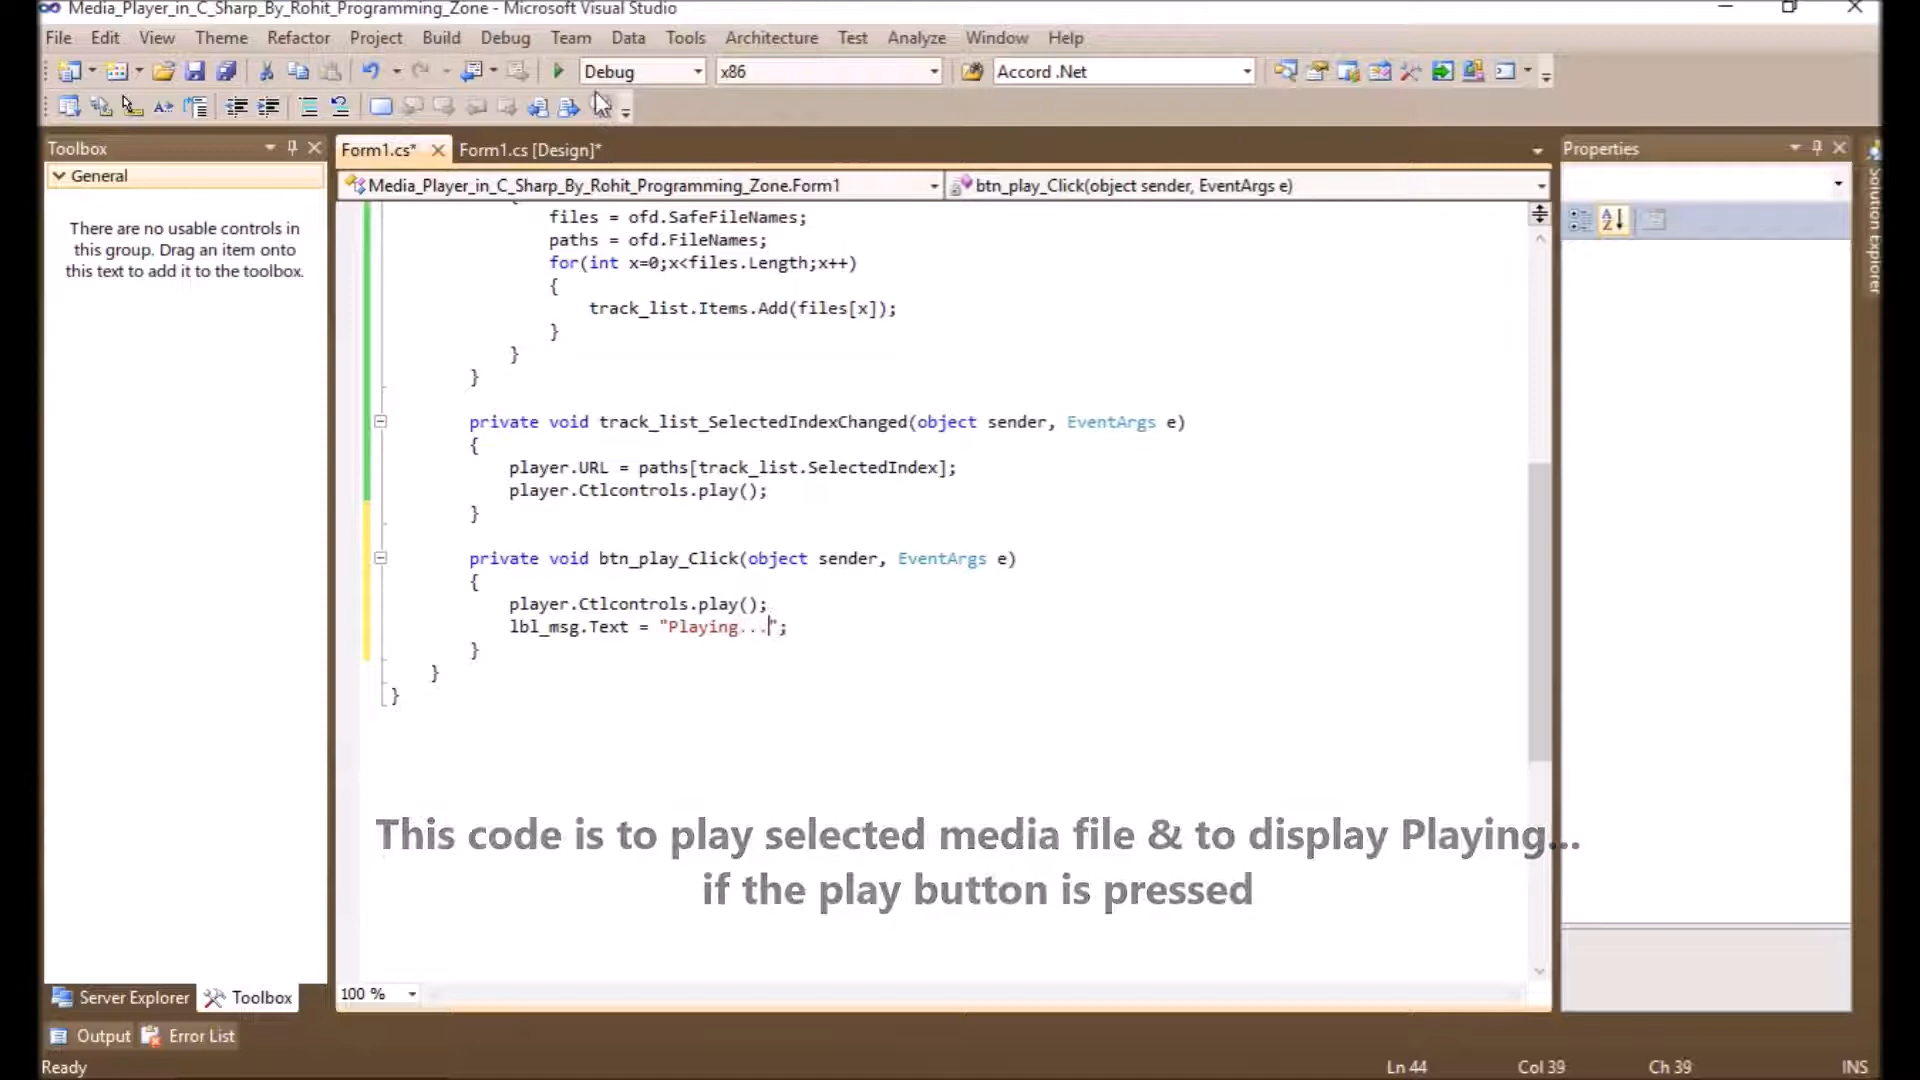 Media_Player_in_C_Sharp_By_Rohit_Programming_Zone - Microsoft Visual Studio
File Edit View Theme Refactor Project Build Debug Team Data Tools Architecture Test Analyze Window Help
Debug x86 Accord .Net
Toolbox
Form1.cs* Form1.cs [Design]*
Properties
General
Media_Player_in_C_Sharp_By_Rohit_Programming_Zone.Form1 btn_play_Click(object sender, EventArgs e)
Solution Explorer
There are no usable controls in
this group. Drag an item onto
this text to add it to the toolbox.
files = ofd.SafeFileNames;
paths = ofd.FileNames;
for(int x=0;x<files.Length;x++)
{
track_list.Items.Add(files[x]);
}
}
}
private void track_list_SelectedIndexChanged(object sender, EventArgs e)
{
player.URL = paths[track_list.SelectedIndex];
player.Ctlcontrols.play();
}
private void btn_play_Click(object sender, EventArgs e)
{
player.Ctlcontrols.play();
lbl_msg.Text = "Playing...";
}
}
}
This code is to play selected media file & to display Playing...
if the play button is pressed
100 %
Server Explorer Toolbox
Output Error List
Ready Ln 44 Col 39 Ch 39 INS